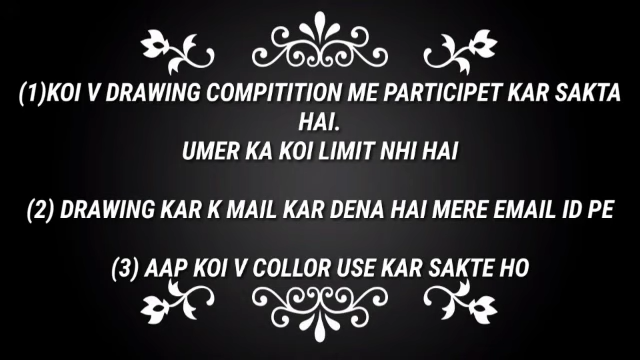 (1)KOI V DRAWING COMPITITION ME PARTICIPET KAR SAKTA
HAI.
UMER KA KOI LIMIT NHI HAI
(2) DRAWING KAR K MAIL KAR DENA HAI MERE EMAIL ID PE
(3) AAP KOI V COLLOR USE KAR SAKTE HO